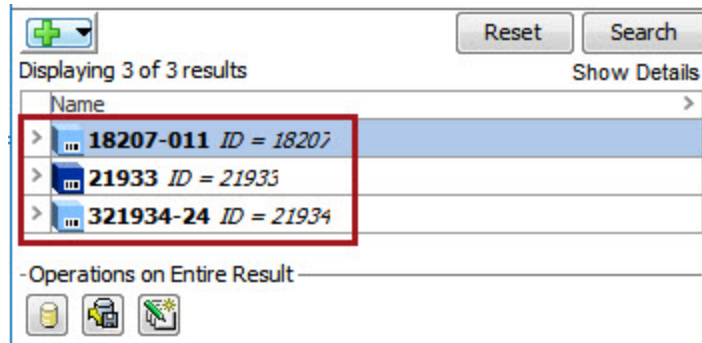 Reset Search
Displaying 3 of 3 results Show Details
Name
18207-011 ID = 18207
21933 ID = 21933
321934-24 ID = 21934
Operations on Entire Result